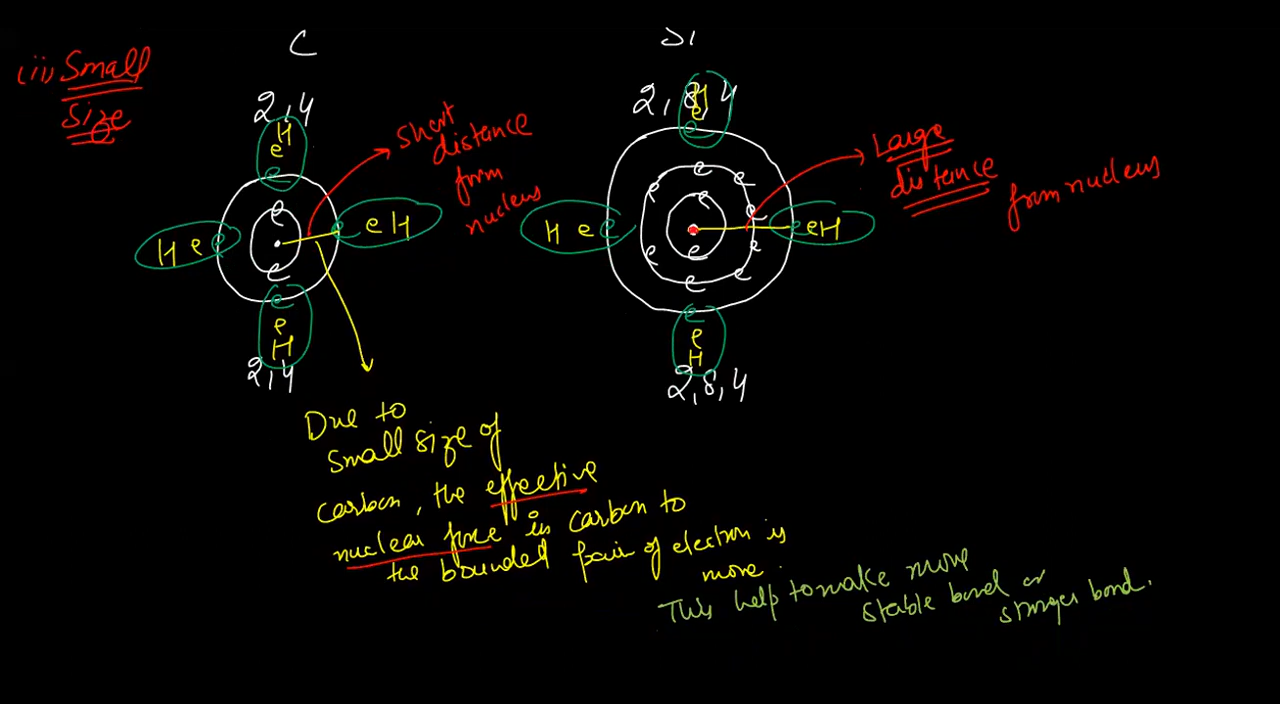 (ii) Small
Size
C
2,4
H
e
e
e
H e e
e e H
e
e
e
H
2,4
Short
distance
from
nucleus
Si
2,8,4
H
e
e
e
e
e
e
e
H e e
e
e
e e H
e
e
e
e
e
e
H
2,8,4
Large
distance
from nucleus
Due to
small size of
carbon, the effective
nuclear force in carbon to
the bounded pair of electron is
more.
This help to make more
stable bond or
stronger bond.